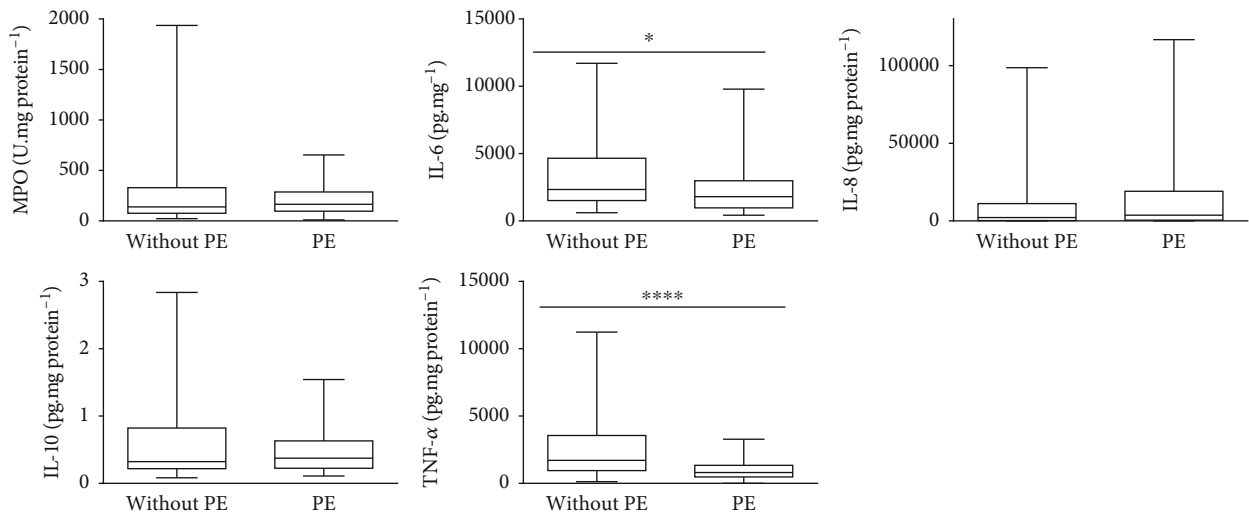 MPO (U.mg protein⁻¹)
2000
1500
1000
500
0
Without PE PE
IL-6 (pg.mg⁻¹)
15000
10000
5000
0
*
Without PE PE
IL-8 (pg.mg protein⁻¹)
100000
50000
0
Without PE PE
IL-10 (pg.mg protein⁻¹)
3
2
1
0
Without PE PE
TNF-α (pg.mg protein⁻¹)
15000
10000
5000
0
****
Without PE PE